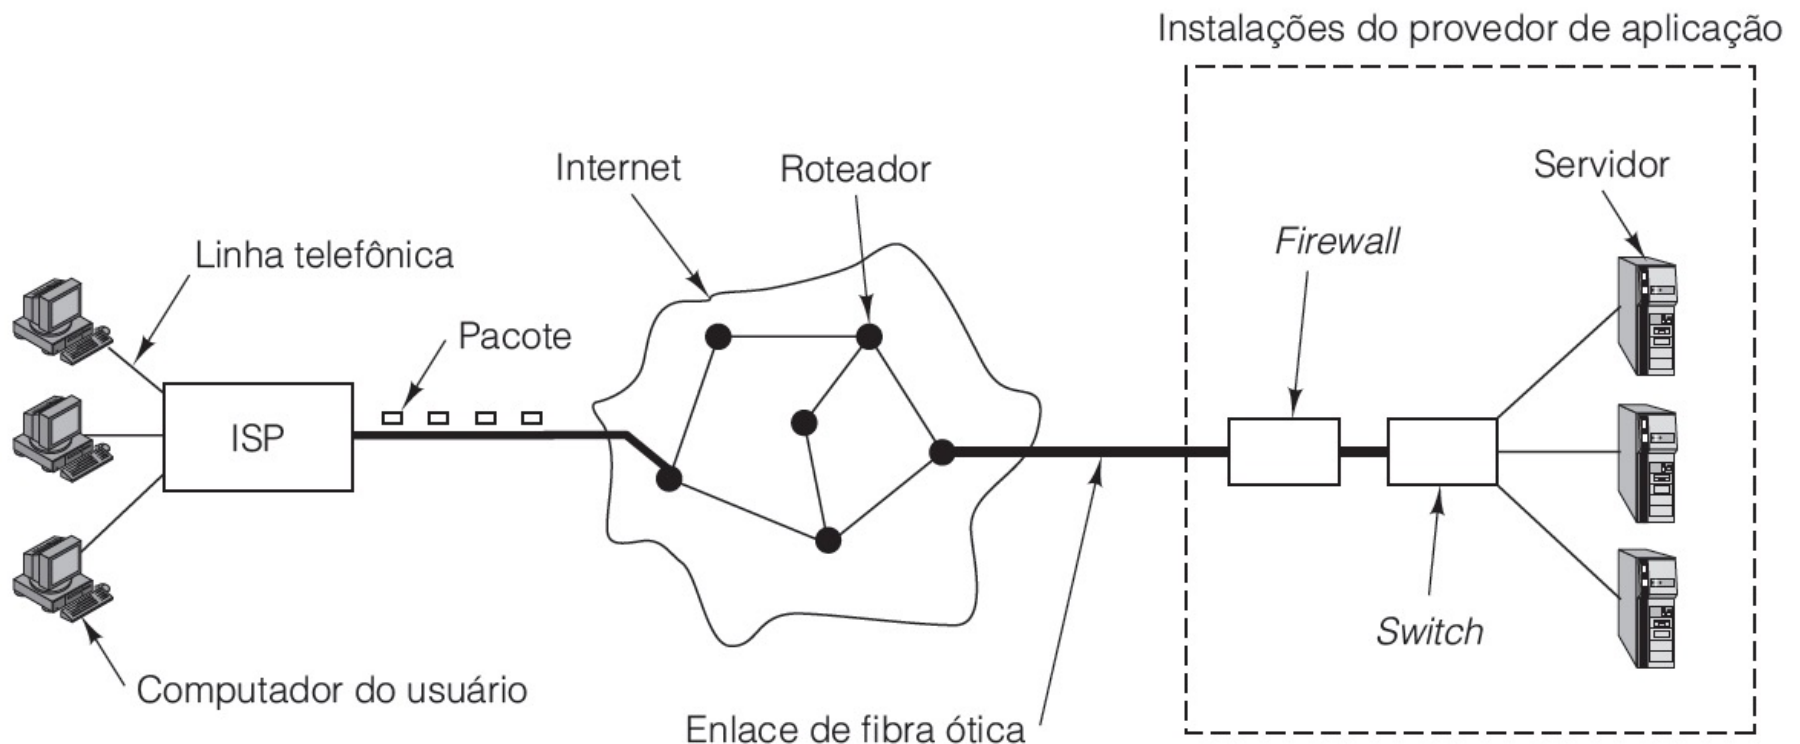 Instalações do provedor de aplicação
Internet
Roteador
Servidor
Firewall
Linha telefônica
Pacote
ISP
Switch
Computador do usuário
Enlace de fibra ótica